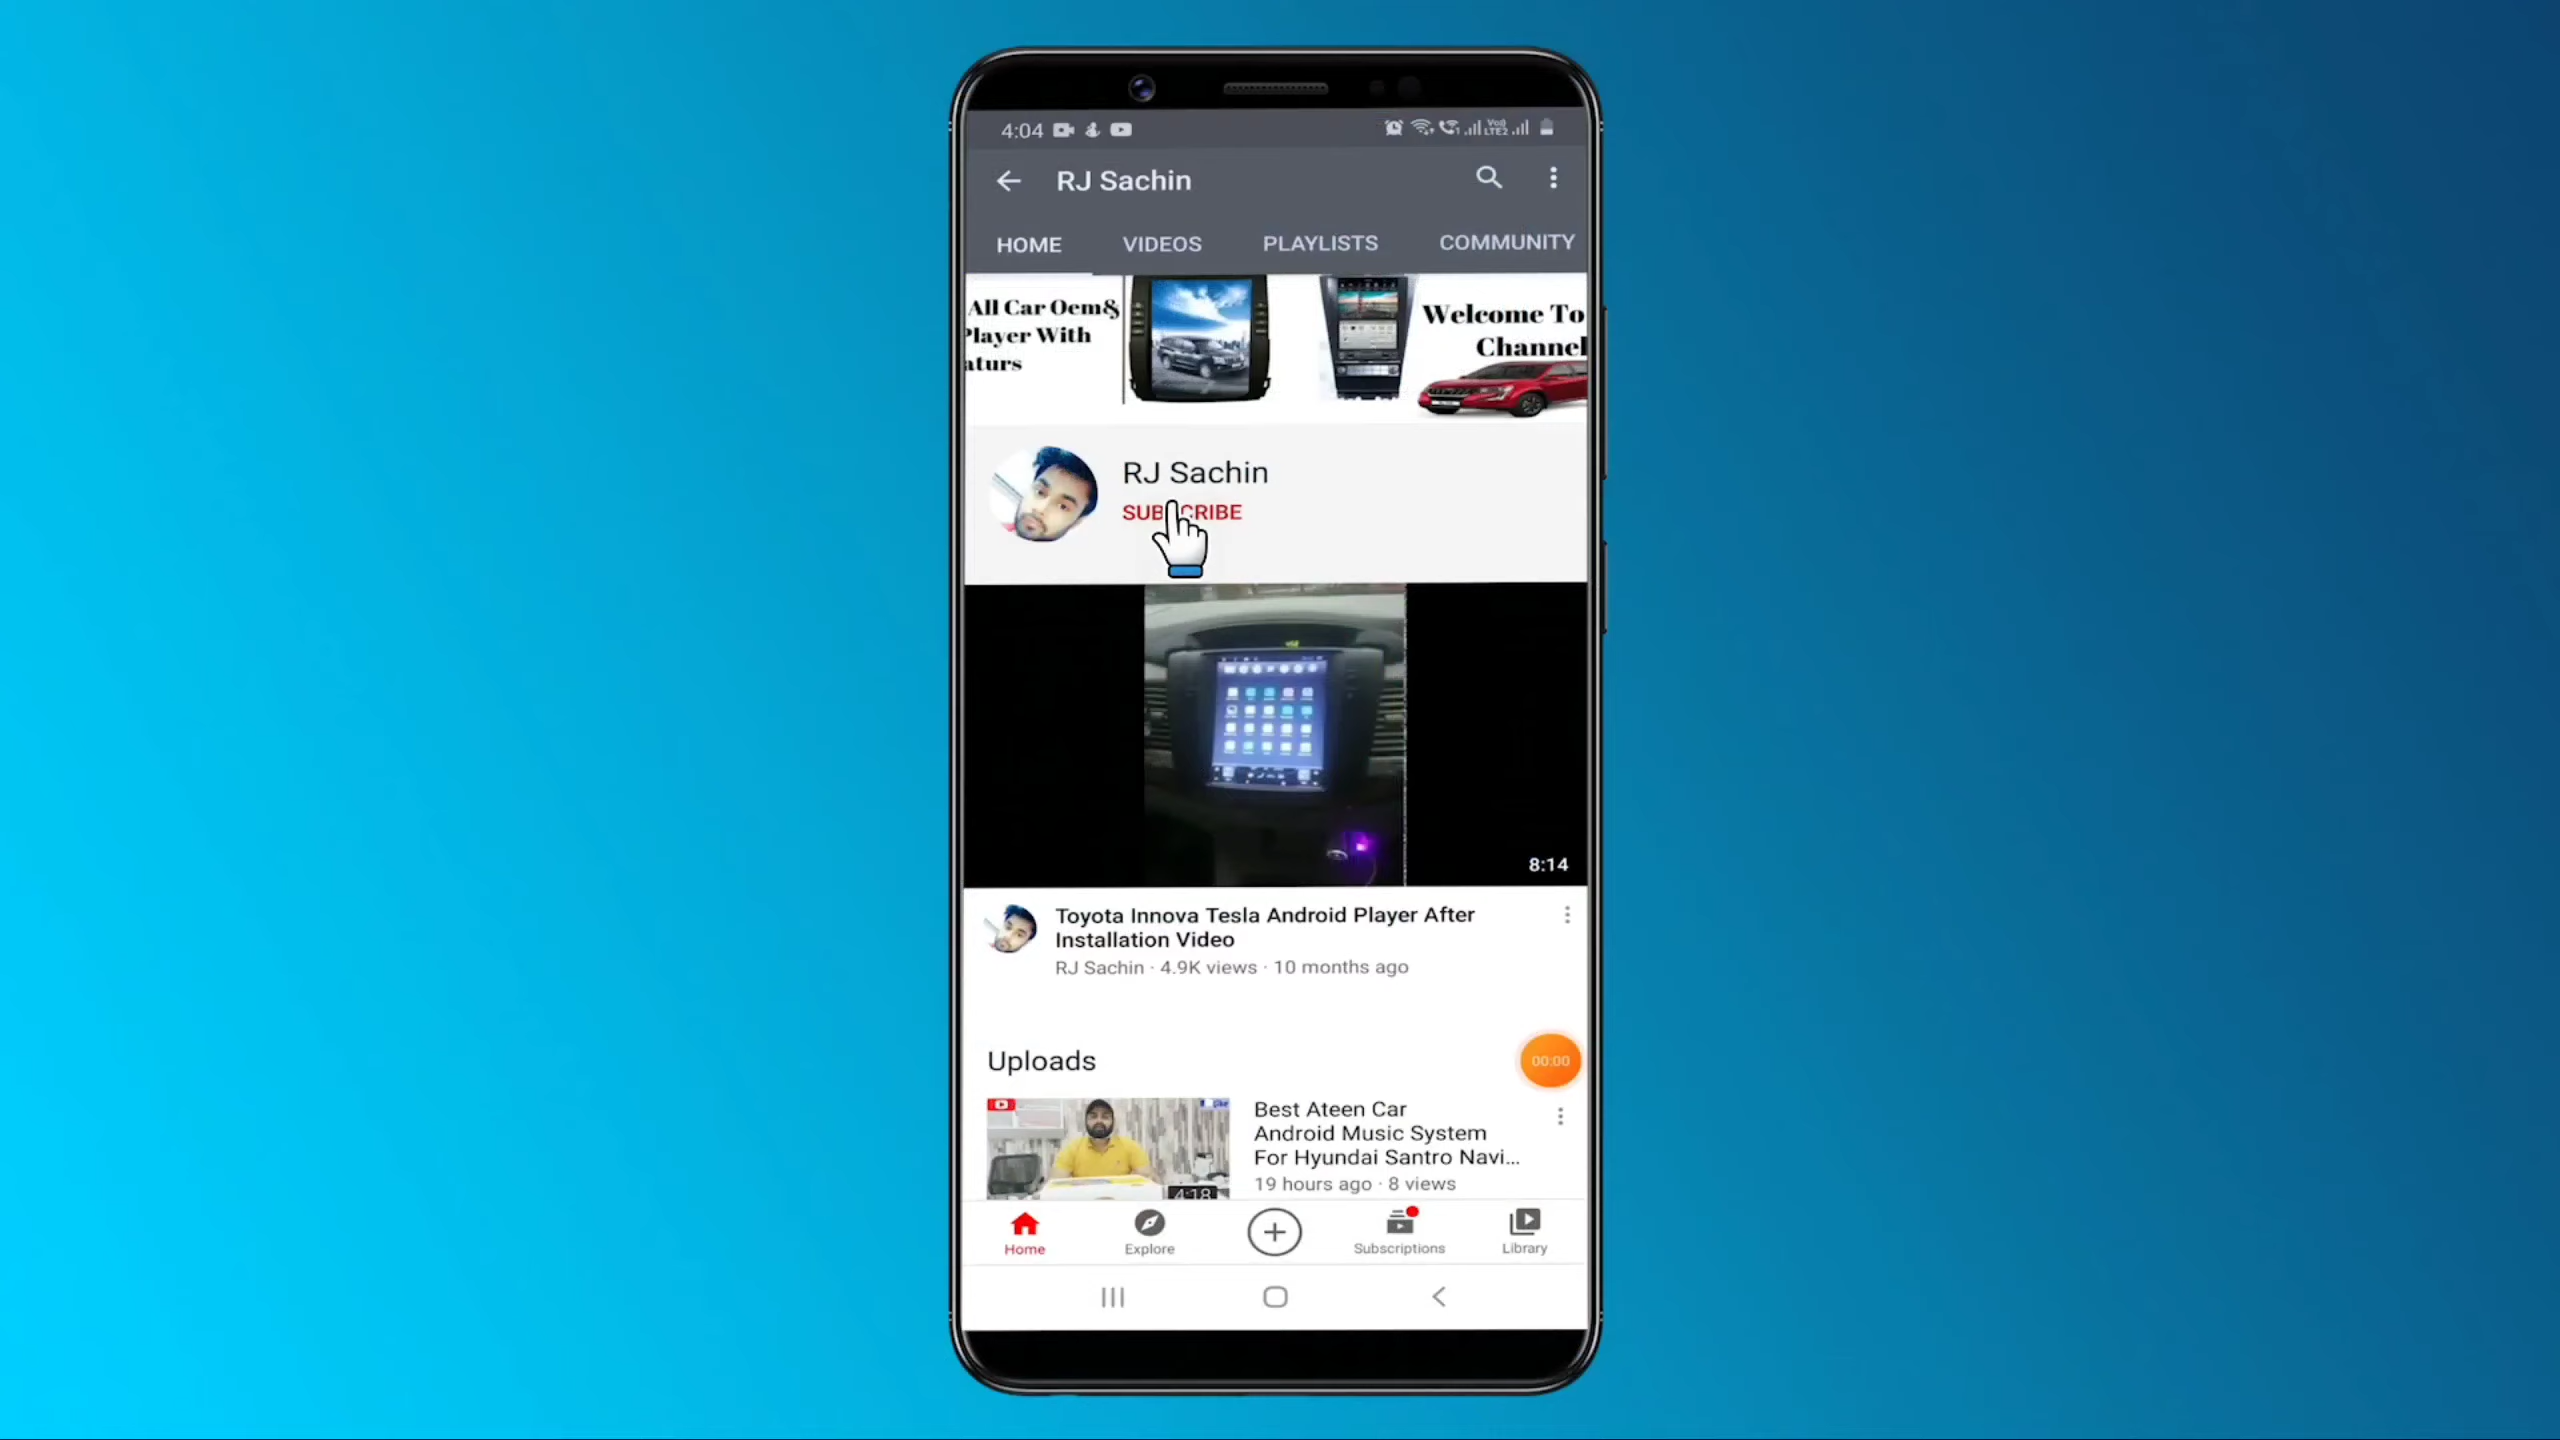 4:04
RJ Sachin
HOME VIDEOS PLAYLISTS COMMUNITY
All Car Oem&
Player With
aturs
Welcome To
Channel
RJ Sachin
SUBSCRIBE
8:14
Toyota Innova Tesla Android Player After
Installation Video
RJ Sachin · 4.9K views · 10 months ago
Uploads
00:00
Best Ateen Car
Android Music System
For Hyundai Santro Navi...
19 hours ago · 8 views
4:18
Home Explore Subscriptions Library